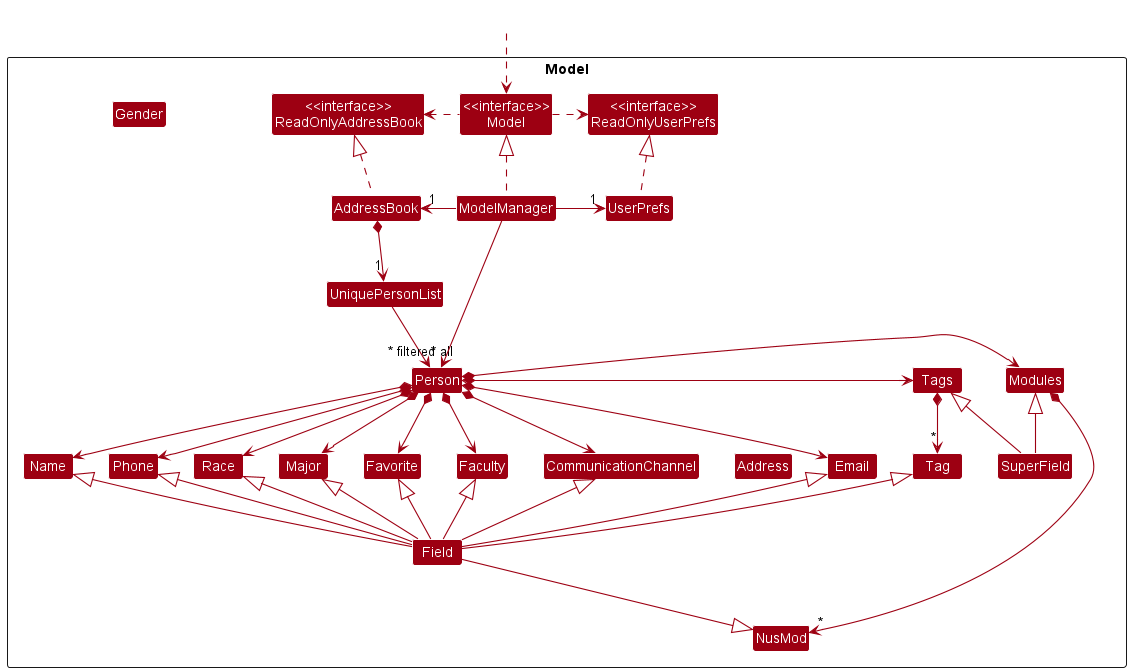 Model
Gender
<<interface>>
ReadOnlyAddressBook
<<interface>>
Model
<<interface>>
ReadOnlyUserPrefs
AddressBook
1
ModelManager
1
UserPrefs
1
UniquePersonList
* filtered
* all
Person
Tags
Modules
*
Name
Phone
Race
Major
Favorite
Faculty
CommunicationChannel
Address
Email
Tag
SuperField
Field
*
NusMod